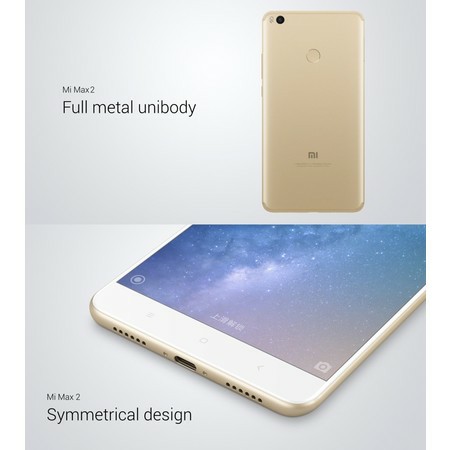 Mi Max 2
Full metal unibody
MI
Mi Max 2
Symmetrical design